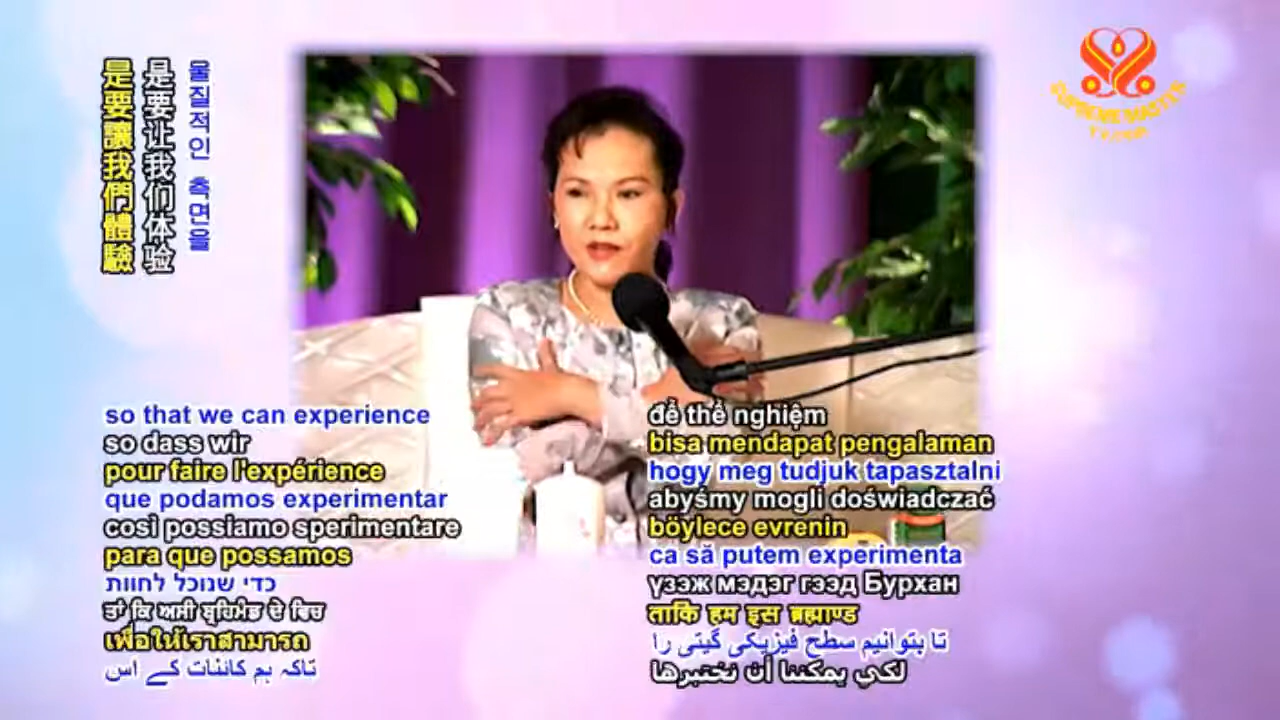 是要讓我們體驗
是要让我们体验
물질적인 측면을
SUPREME MASTER
TV.com
so that we can experience
so dass wir
pour faire l'expérience
que podamos experimentar
così possiamo sperimentare
para que possamos
כדי שנוכל לחוות
ਤਾਂ ਕਿ ਅਸੀ ਬ੍ਰਹਿਮੰਡ ਦੇ ਵਿਚ
เพื่อให้เราสามารถ
تاکہ ہم کائنات کے اس
để thể nghiệm
bisa mendapat pengalaman
hogy meg tudjuk tapasztalni
abyśmy mogli doświadczać
böylece evrenin
ca să putem experimenta
үзэж мэдэг гээд Бурхан
ताकि हम इस ब्रह्माण्ड
تا بتوانیم سطح فیزیکی گیتی را
لكي يمكننا أن نختبرها